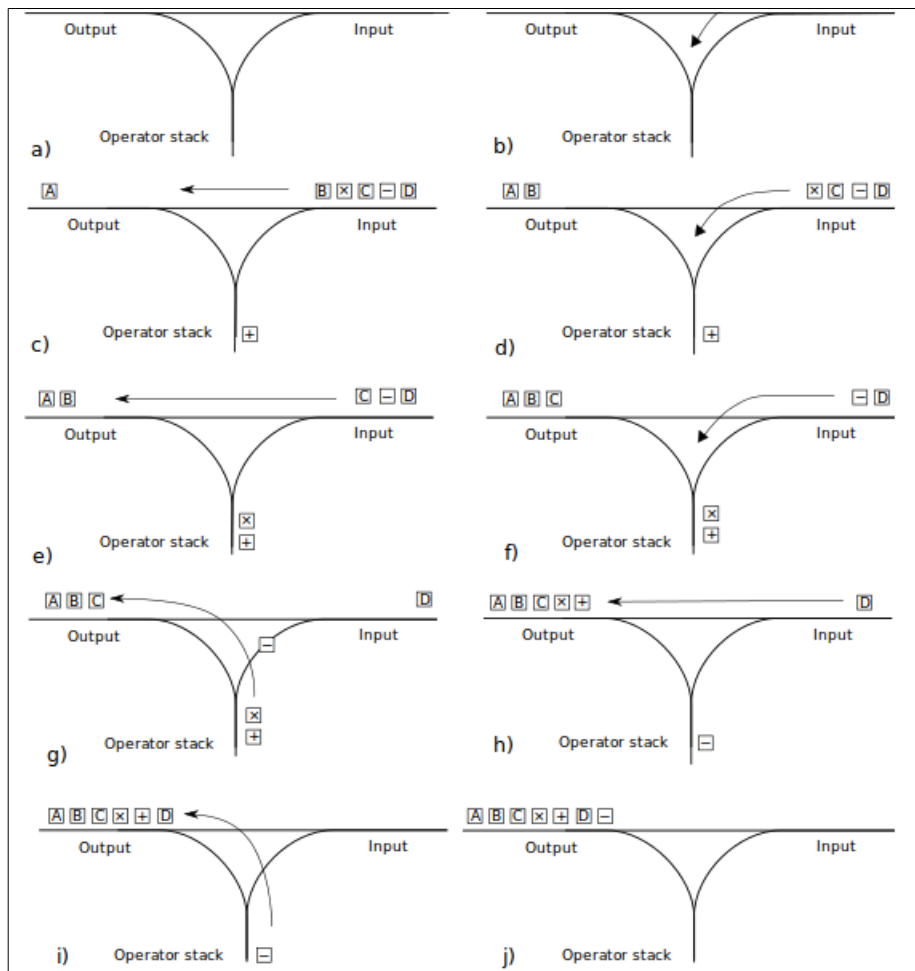 Output Input
Operator stack
a)
Output Input
b)
Operator stack
A B × C − D
Output Input
Operator stack +
c)
A B × C − D
Output Input
Operator stack +
d)
A B C − D
Output Input
×
Operator stack +
e)
A B C − D
Output Input
×
Operator stack +
f)
A B C D
Output − Input
×
Operator stack +
g)
A B C × + D
Output Input
Operator stack −
h)
A B C × + D
Output Input
Operator stack −
i)
A B C × + D −
Output Input
Operator stack
j)